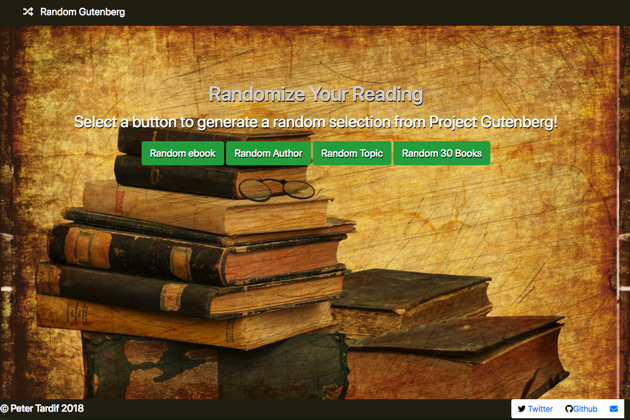 Random Gutenberg
Randomize Your Reading
Select a button to generate a random selection from Project Gutenberg!
Random ebook Random Author Random Topic Random 30 Books
© Peter Tardif 2018 Twitter Github